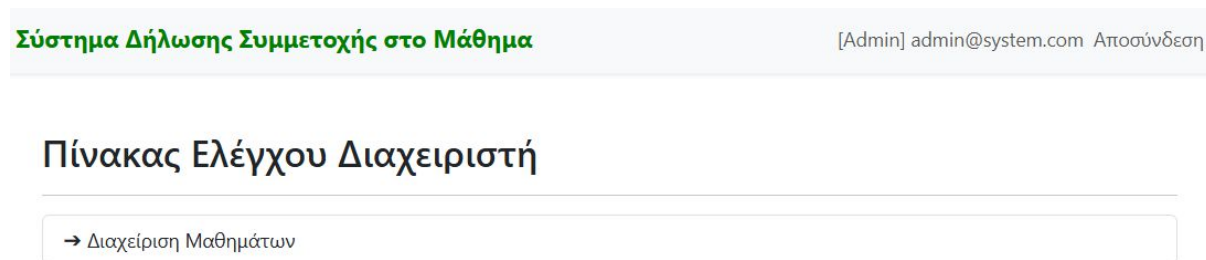 Σύστημα Δήλωσης Συμμετοχής στο Μάθημα [Admin] admin@system.com Αποσύνδεση
Πίνακας Ελέγχου Διαχειριστή
➔ Διαχείριση Μαθημάτων